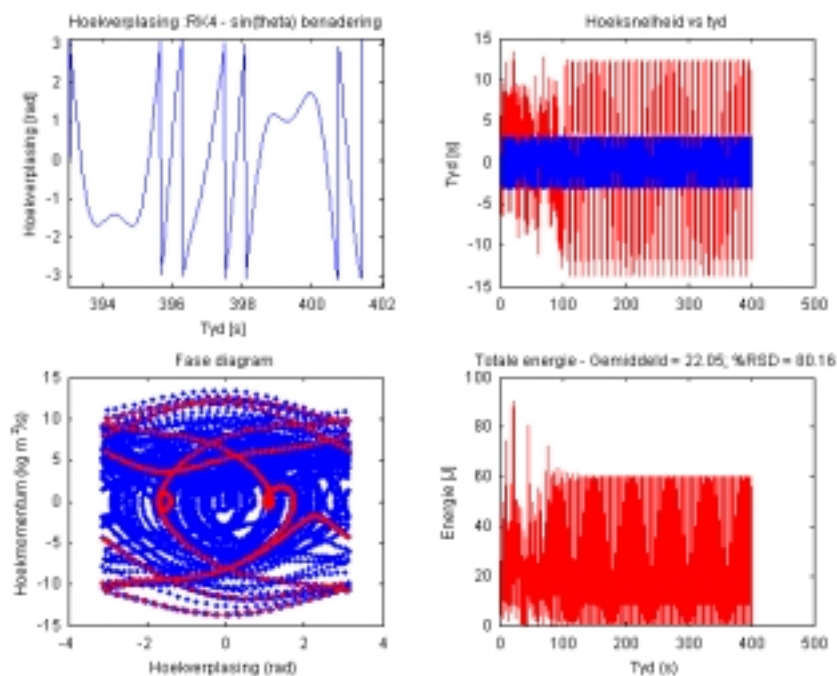 Hoekverplasing :RK4 - sin(theta) benadering
Hoekverplasing [rad]
3
2
1
0
-1
-2
-3
394 396 398 400 402
Tyd [s]
Hoeksnelheid vs tyd
Tyd [s]
15
10
5
0
-5
-10
-15
0 100 200 300 400 500
Fase diagram
Hoekmomentum (kg m^2/s)
15
10
5
0
-5
-10
-15
-4 -2 0 2 4
Hoekverplasing (rad)
Totale energie - Gemiddeld = 22.05; %RSD = 80.16
Energie [J]
100
80
60
40
20
0
0 100 200 300 400 500
Tyd (s)